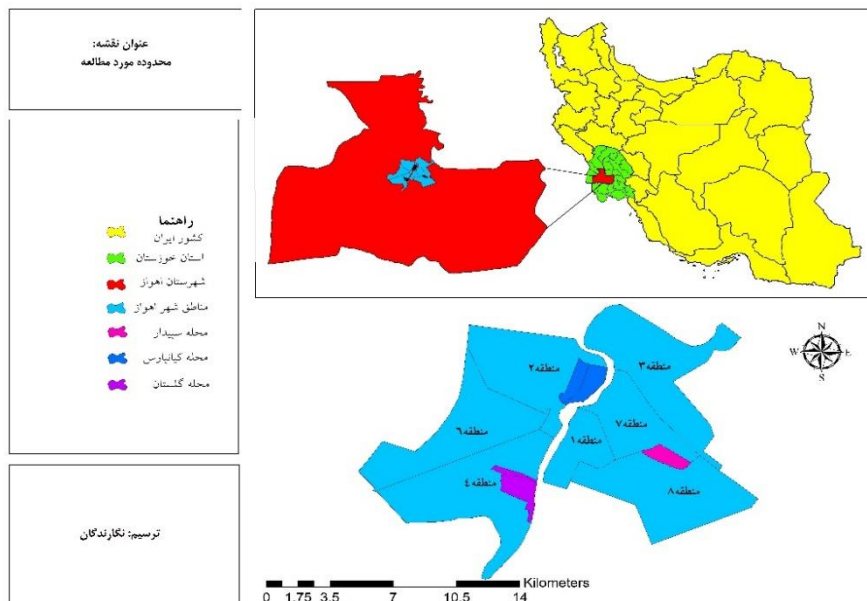 عنوان نقشه:
محدوده مورد مطالعه
راهنما
کشور ایران
استان خوزستان
شهرستان اهواز
مناطق شهر اهواز
محله سپیدار
محله کیانپارس
محله گلستان
ترسیم: نگارندگان
N
W
E
S
منطقه۲
منطقه۳
منطقه۶
منطقه۱
منطقه۷
منطقه۴
منطقه۸
Kilometers
0 1.75 3.5 7 10.5 14